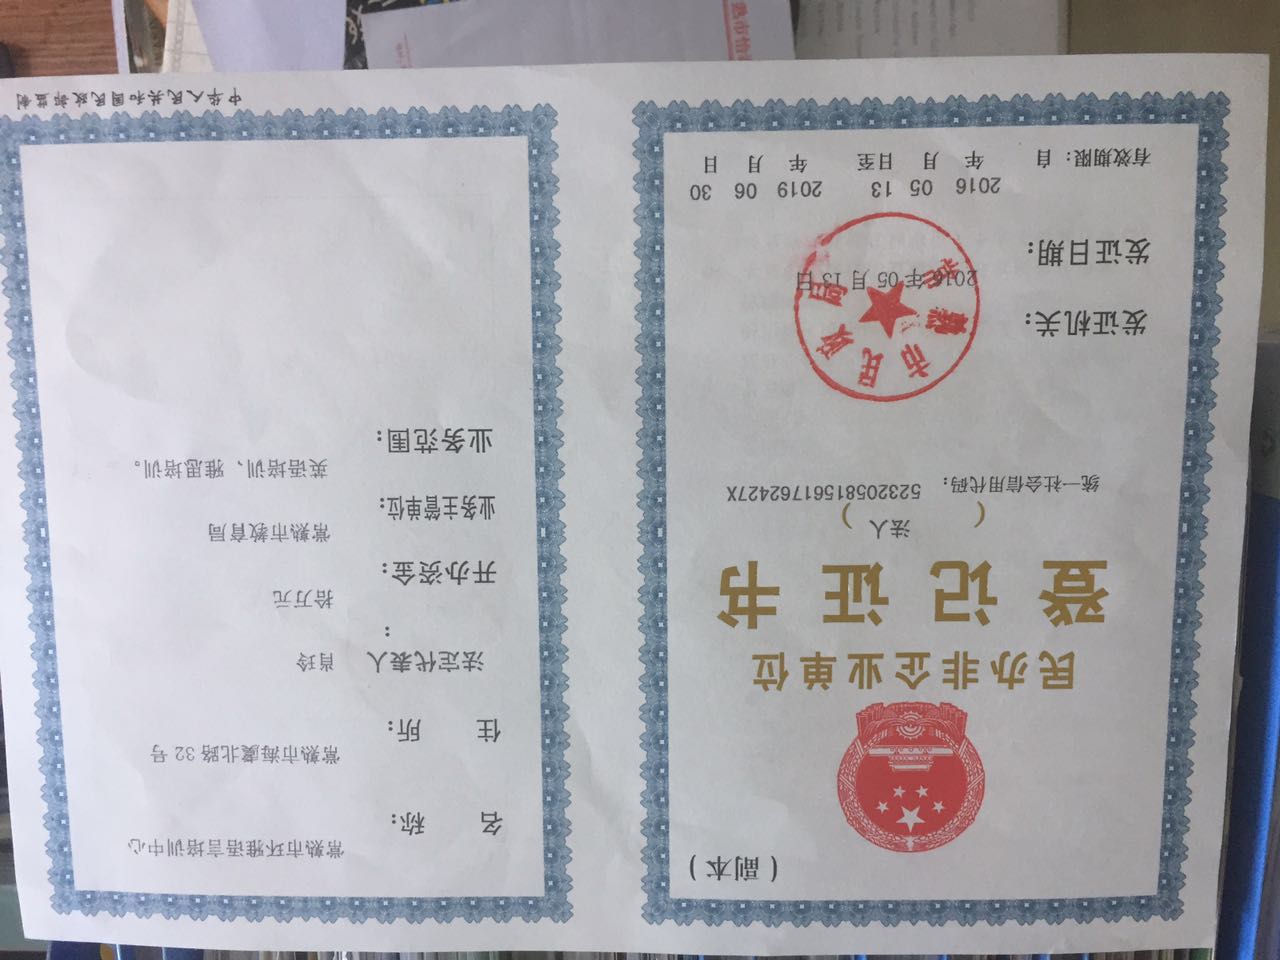 （副本）
民办非企业单位
登记证书
（法人）
统一社会信用代码： 52320581561762427X
发证机关：
常熟市民政局
发证日期：
2016年05月13日
2016 05 13 2019 06 30
有效期限：自 年 月 日至 年 月 日
常熟市环雅语言培训中心
名 称：
常熟市海虞北路32号
住 所：
法定代表人 肖玲
：
拾万元
开办资金：
常熟市教育局
业务主管单位：
英语培训、雅思培训。
业务范围：
中华人民共和国民政部监制